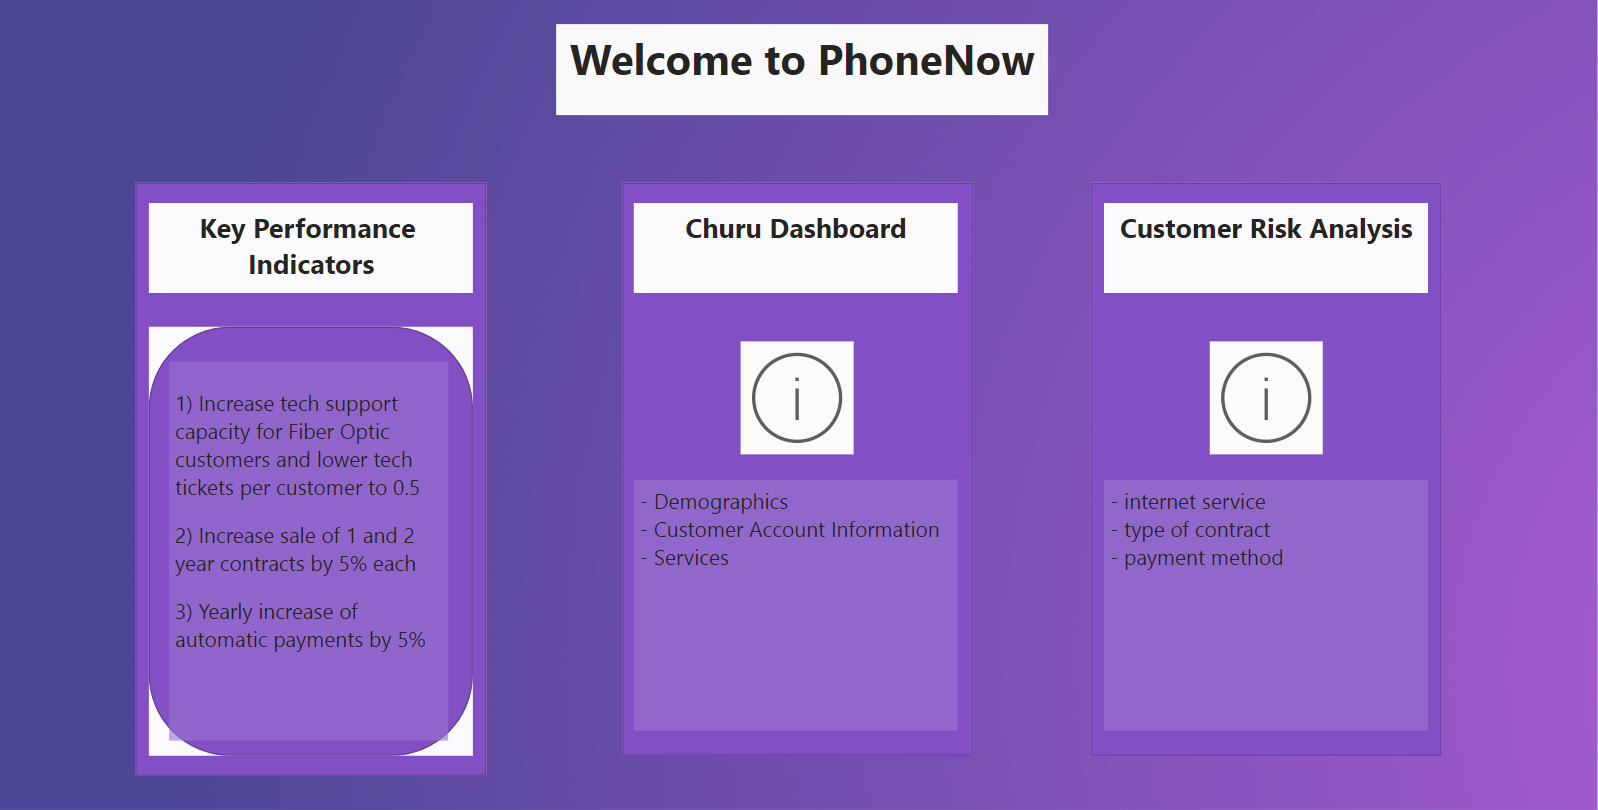 Welcome to PhoneNow
Key Performance
Indicators
1) Increase tech support
capacity for Fiber Optic
customers and lower tech
tickets per customer to 0.5
2) Increase sale of 1 and 2
year contracts by 5% each
3) Yearly increase of
automatic payments by 5%
Churu Dashboard
i
- Demographics
- Customer Account Information
- Services
Customer Risk Analysis
i
- internet service
- type of contract
- payment method